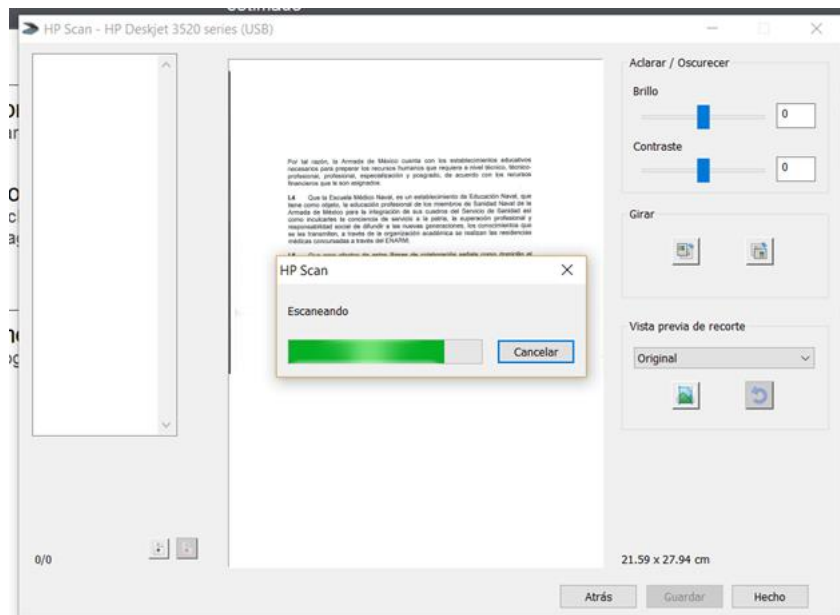 estimado
HP Scan - HP Deskjet 3520 series (USB)
Aclarar / Oscurecer
Brillo
0
Contraste
0
Girar
Vista previa de recorte
Original
21.59 x 27.94 cm
Por tal razón, la Armada de México cuenta con los establecimientos educativos
necesarios para preparar los recursos humanos que requiere a nivel técnico, técnico-
profesional, profesional, especialización y posgrado, de acuerdo con los recursos
financieros que le son asignados.
I.4 Que la Escuela Médico Naval, es un establecimiento de Educación Naval, que
tiene como objeto, la educación profesional de los miembros de Sanidad Naval de la
Armada de México para la integración de sus cuadros del Servicio de Sanidad así
como inculcarles la conciencia de servicio a la patria, la superación profesional y
responsabilidad social de difundir a las nuevas generaciones, los conocimientos que
se les transmiten, a través de la organización académica se realizan las residencias
médicas concursadas a través del ENARM.
HP Scan
Escaneando
Cancelar
0/0
Atrás
Guardar
Hecho